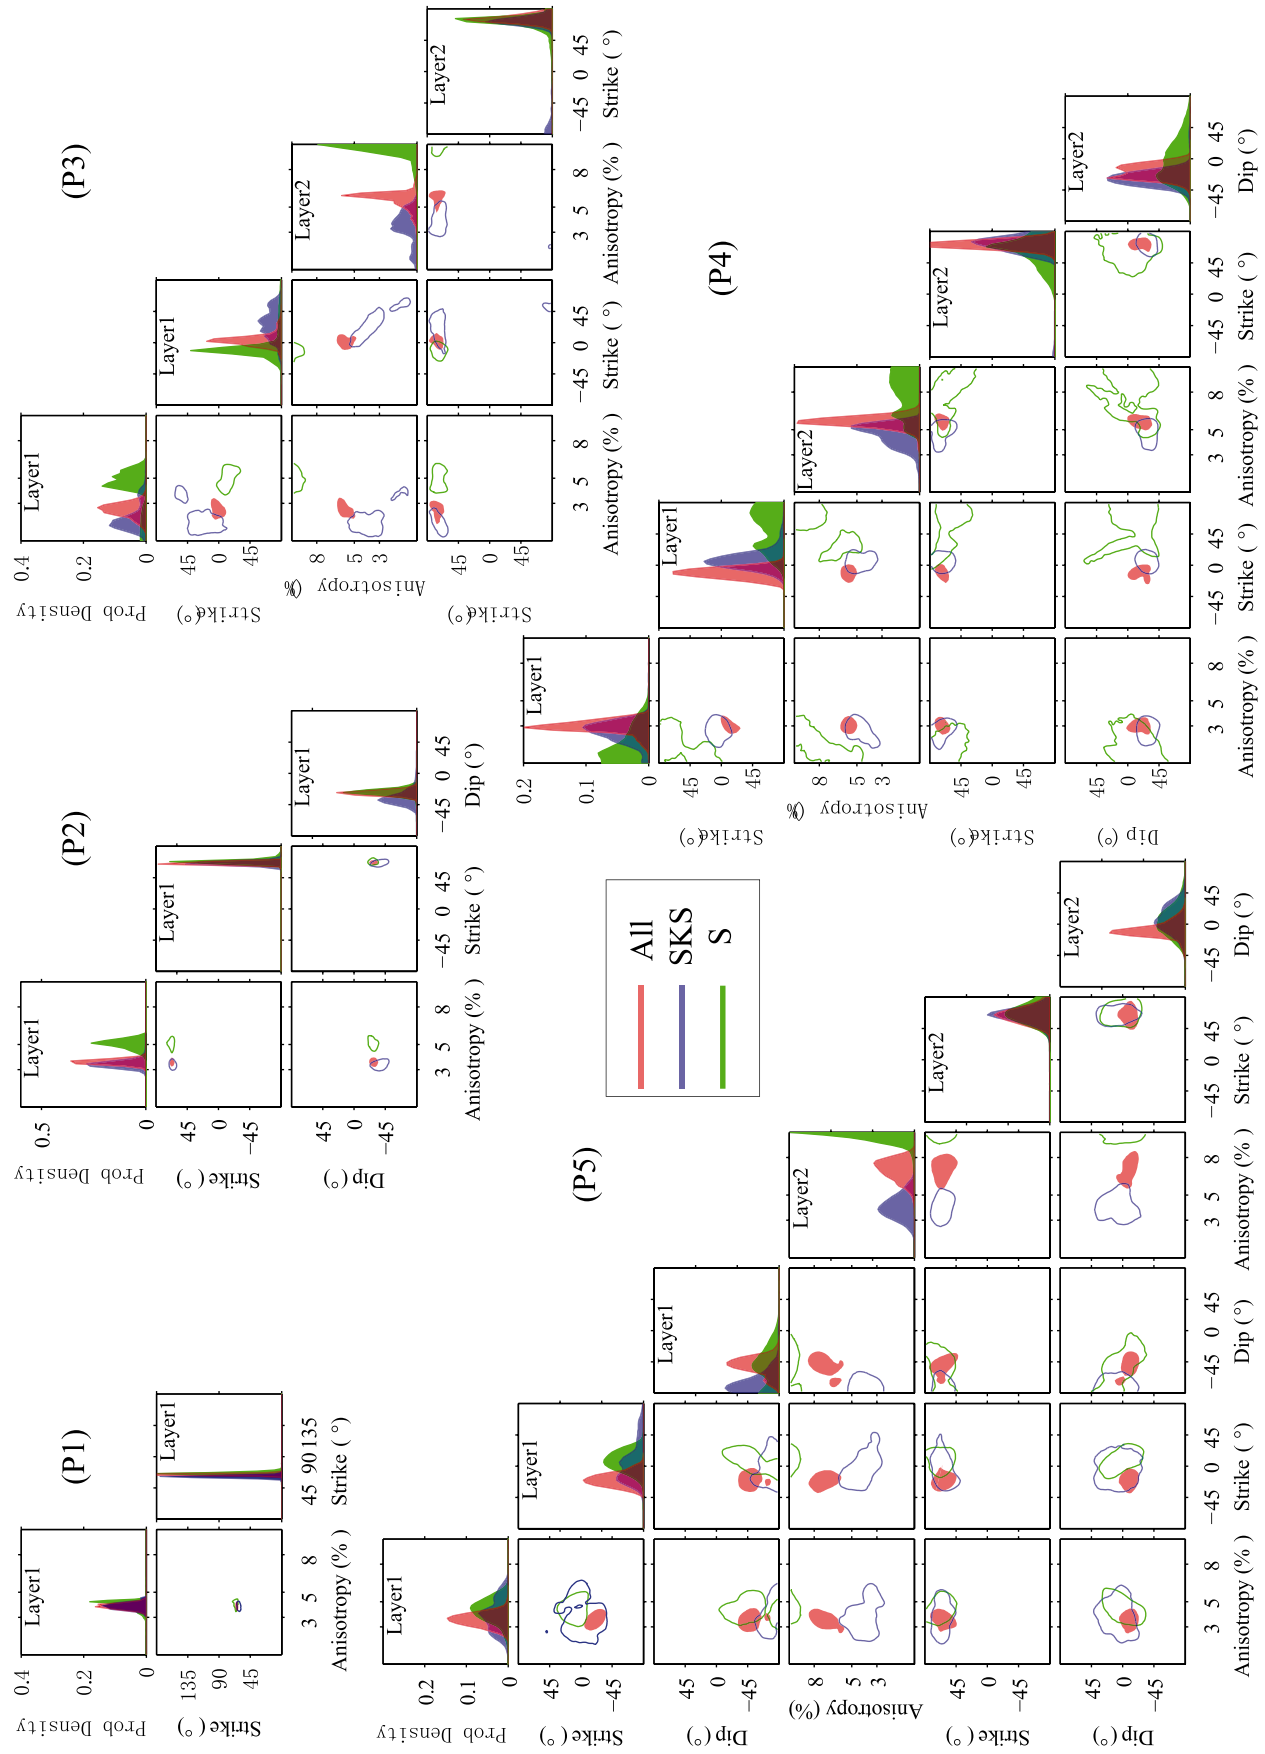 (P1)
0.4
0.2
0
Prob Density
Layer1
Layer1
135
90
45
Strike (°)
3 5 8
Anisotropy (%)
45 90 135
Strike (°)
(P2)
0.5
0
Prob Density
Layer1
Layer1
Layer1
45
0
−45
Strike (°)
45
0
−45
Dip (°)
3 5 8
Anisotropy (%)
−45 0 45
Strike (°)
−45 0 45
Dip (°)
(P3)
0.4
0.2
0
Prob Density
Layer1
Layer1
Layer2
Layer2
45
0
45
Strike(°)
8
5
3
Anisotropy (%
45
0
45
Strike(°)
3 5 8
Anisotropy (%)
−45 0 45
Strike (°)
3 5 8
Anisotropy (%)
−45 0 45
Strike (°)
(P4)
0.2
0.1
0
Layer1
Layer1
Layer2
Layer2
Layer2
45
0
45
Strike(°)
8
5
3
Anisotropy (%
45
0
45
Strike(°)
45
0
45
Dip (°)
3 5 8
Anisotropy (%)
−45 0 45
Strike (°)
3 5 8
Anisotropy (%)
−45 0 45
Strike (°)
−45 0 45
Dip (°)
All
SKS
S
(P5)
0.2
0.1
0
Prob Density
Layer1
Layer1
Layer1
Layer2
Layer2
Layer2
45
0
−45
Strike (°)
45
0
−45
Dip (°)
8
5
3
Anisotropy (%)
45
0
−45
Strike (°)
45
0
−45
Dip (°)
3 5 8
Anisotropy (%)
−45 0 45
Strike (°)
−45 0 45
Dip (°)
3 5 8
Anisotropy (%)
−45 0 45
Strike (°)
−45 0 45
Dip (°)